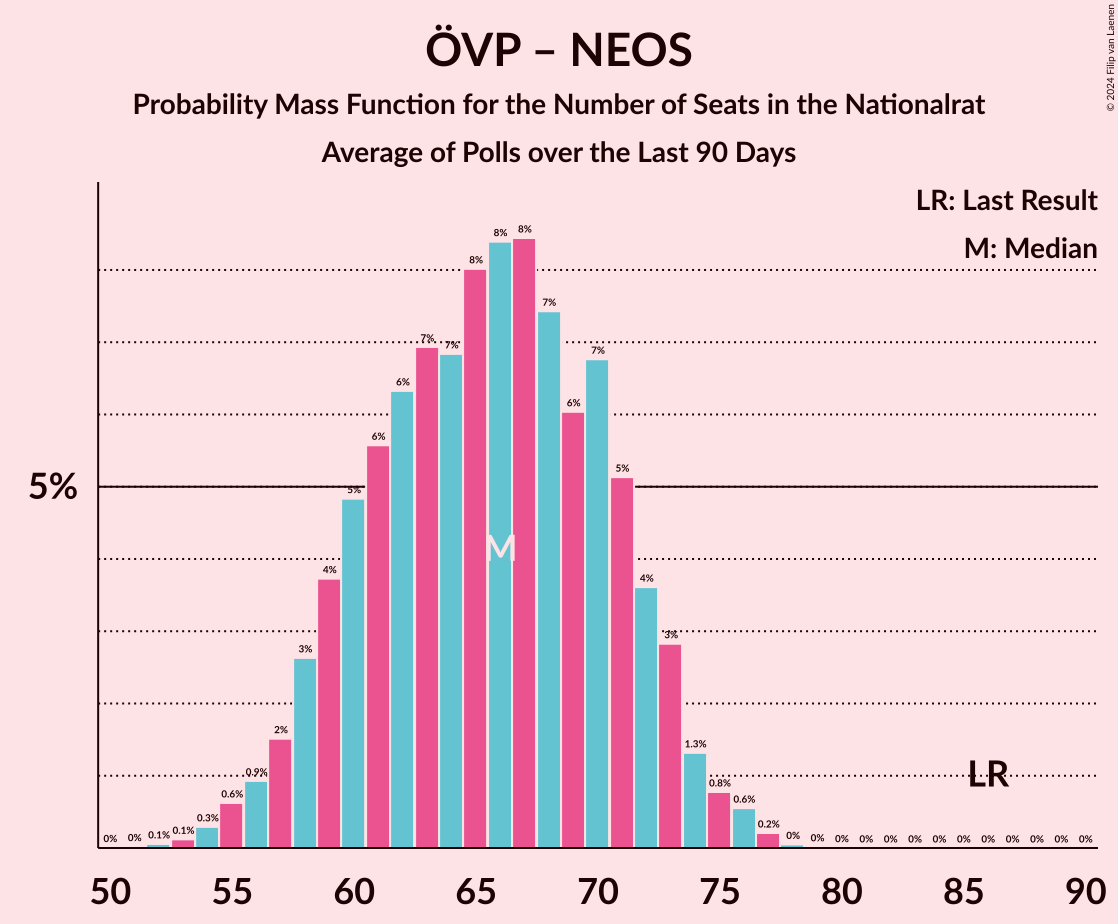 ÖVP – NEOS
Probability Mass Function for the Number of Seats in the Nationalrat
Average of Polls over the Last 90 Days
© 2024 Filip van Laenen
LR: Last Result
M: Median
5%
0% 0% 0.1% 0.1% 0.3% 0.6% 0.9% 2% 3% 4% 5% 6% 6% 7% 7% 8% 8% 8% 7% 6% 7% 5% 4% 3% 1.3% 0.8% 0.6% 0.2% 0% 0% 0% 0% 0% 0% 0% 0% 0% 0% 0% 0% 0%
M
LR
50 55 60 65 70 75 80 85 90